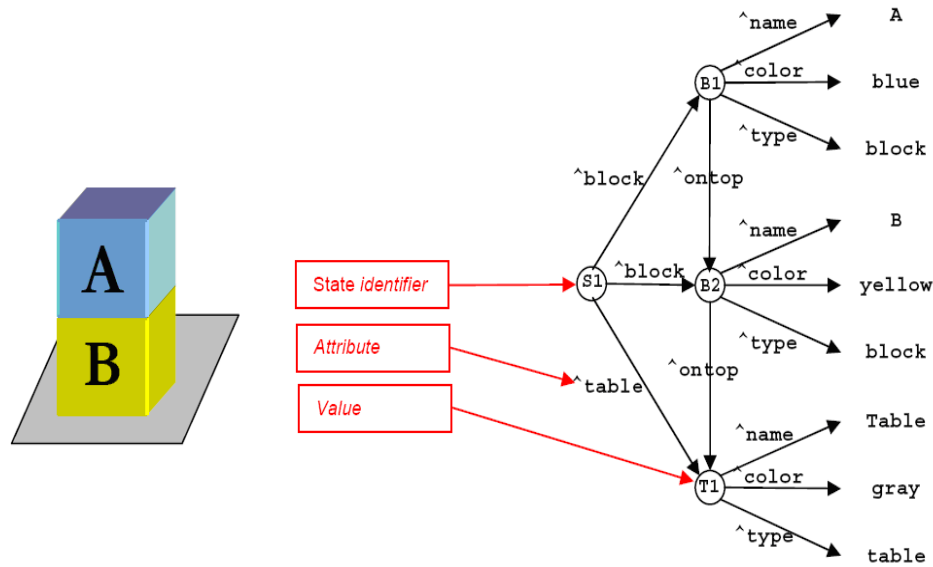 ^name
A
^color
B1
blue
^type
block
^block
^ontop
A
^name
B
State identifier
S1
^block
B2
^color
yellow
Attribute
^type
block
B
^table
^ontop
Value
^name
Table
T1
^color
gray
^type
table